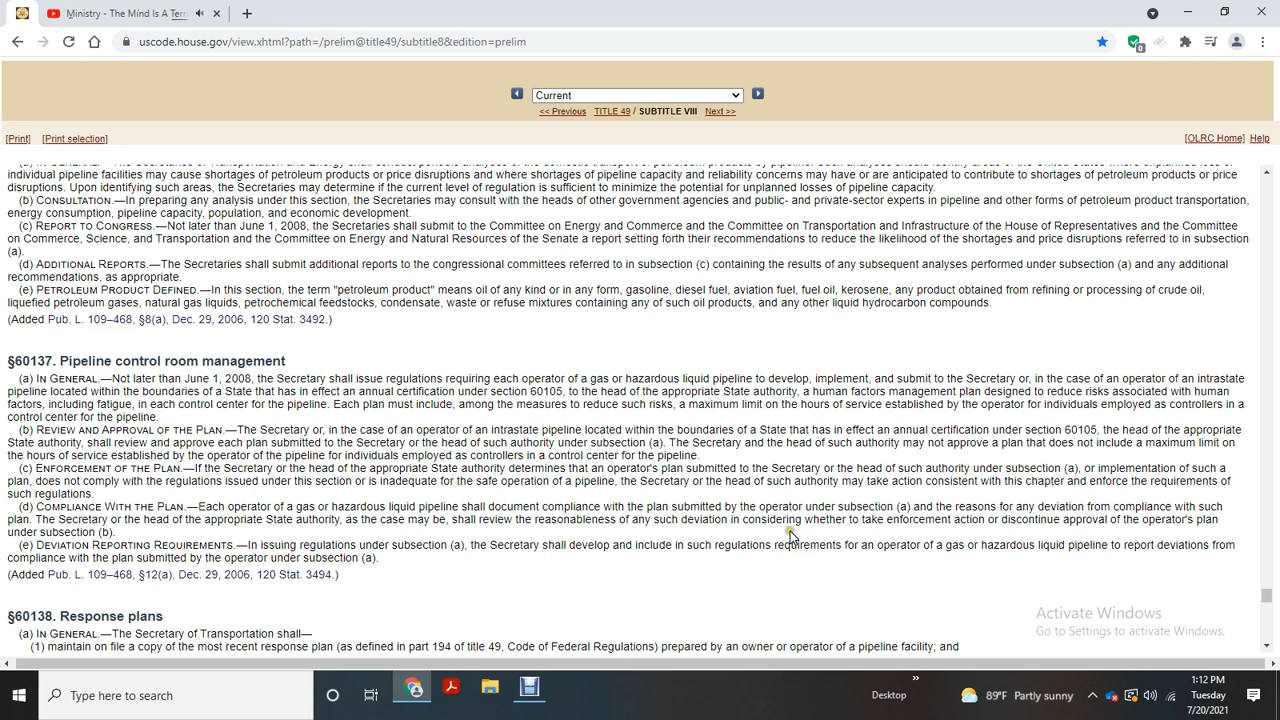 Ministry - The Mind Is A Terri
uscode.house.gov/view.xhtml?path=/prelim@title49/subtitle8&edition=prelim
0
Current
<< Previous TITLE 49 / SUBTITLE VIII Next >>
[Print] [Print selection] [OLRC Home] Help
(a) IN GENERAL.—The Secretaries of Transportation and Energy shall conduct periodic analyses of the domestic transport of petroleum products by pipeline. Such analyses should identify areas of the United States where unplanned loss of
individual pipeline facilities may cause shortages of petroleum products or price disruptions and where shortages of pipeline capacity and reliability concerns may have or are anticipated to contribute to shortages of petroleum products or price
disruptions. Upon identifying such areas, the Secretaries may determine if the current level of regulation is sufficient to minimize the potential for unplanned losses of pipeline capacity.
(b) CONSULTATION.—In preparing any analysis under this section, the Secretaries may consult with the heads of other government agencies and public- and private-sector experts in pipeline and other forms of petroleum product transportation,
energy consumption, pipeline capacity, population, and economic development.
(c) REPORT TO CONGRESS.—Not later than June 1, 2008, the Secretaries shall submit to the Committee on Energy and Commerce and the Committee on Transportation and Infrastructure of the House of Representatives and the Committee
on Commerce, Science, and Transportation and the Committee on Energy and Natural Resources of the Senate a report setting forth their recommendations to reduce the likelihood of the shortages and price disruptions referred to in subsection
(a).
(d) ADDITIONAL REPORTS.—The Secretaries shall submit additional reports to the congressional committees referred to in subsection (c) containing the results of any subsequent analyses performed under subsection (a) and any additional
recommendations, as appropriate.
(e) PETROLEUM PRODUCT DEFINED.—In this section, the term "petroleum product" means oil of any kind or in any form, gasoline, diesel fuel, aviation fuel, fuel oil, kerosene, any product obtained from refining or processing of crude oil,
liquefied petroleum gases, natural gas liquids, petrochemical feedstocks, condensate, waste or refuse mixtures containing any of such oil products, and any other liquid hydrocarbon compounds.
(Added Pub. L. 109–468, §8(a), Dec. 29, 2006, 120 Stat. 3492.)
§60137. Pipeline control room management
(a) IN GENERAL.—Not later than June 1, 2008, the Secretary shall issue regulations requiring each operator of a gas or hazardous liquid pipeline to develop, implement, and submit to the Secretary or, in the case of an operator of an intrastate
pipeline located within the boundaries of a State that has in effect an annual certification under section 60105, to the head of the appropriate State authority, a human factors management plan designed to reduce risks associated with human
factors, including fatigue, in each control center for the pipeline. Each plan must include, among the measures to reduce such risks, a maximum limit on the hours of service established by the operator for individuals employed as controllers in a
control center for the pipeline.
(b) REVIEW AND APPROVAL OF THE PLAN.—The Secretary or, in the case of an operator of an intrastate pipeline located within the boundaries of a State that has in effect an annual certification under section 60105, the head of the appropriate
State authority, shall review and approve each plan submitted to the Secretary or the head of such authority under subsection (a). The Secretary and the head of such authority may not approve a plan that does not include a maximum limit on
the hours of service established by the operator of the pipeline for individuals employed as controllers in a control center for the pipeline.
(c) ENFORCEMENT OF THE PLAN.—If the Secretary or the head of the appropriate State authority determines that an operator's plan submitted to the Secretary or the head of such authority under subsection (a), or implementation of such a
plan, does not comply with the regulations issued under this section or is inadequate for the safe operation of a pipeline, the Secretary or the head of such authority may take action consistent with this chapter and enforce the requirements of
such regulations.
(d) COMPLIANCE WITH THE PLAN.—Each operator of a gas or hazardous liquid pipeline shall document compliance with the plan submitted by the operator under subsection (a) and the reasons for any deviation from compliance with such
plan. The Secretary or the head of the appropriate State authority, as the case may be, shall review the reasonableness of any such deviation in considering whether to take enforcement action or discontinue approval of the operator's plan
under subsection (b).
(e) DEVIATION REPORTING REQUIREMENTS.—In issuing regulations under subsection (a), the Secretary shall develop and include in such regulations requirements for an operator of a gas or hazardous liquid pipeline to report deviations from
compliance with the plan submitted by the operator under subsection (a).
(Added Pub. L. 109–468, §12(a), Dec. 29, 2006, 120 Stat. 3494.)
§60138. Response plans
(a) IN GENERAL.—The Secretary of Transportation shall—
(1) maintain on file a copy of the most recent response plan (as defined in part 194 of title 49, Code of Federal Regulations) prepared by an owner or operator of a pipeline facility; and
Activate Windows
Go to Settings to activate Windows.
Type here to search
Desktop
»
89°F Partly sunny
1:12 PM
Tuesday
7/20/2021